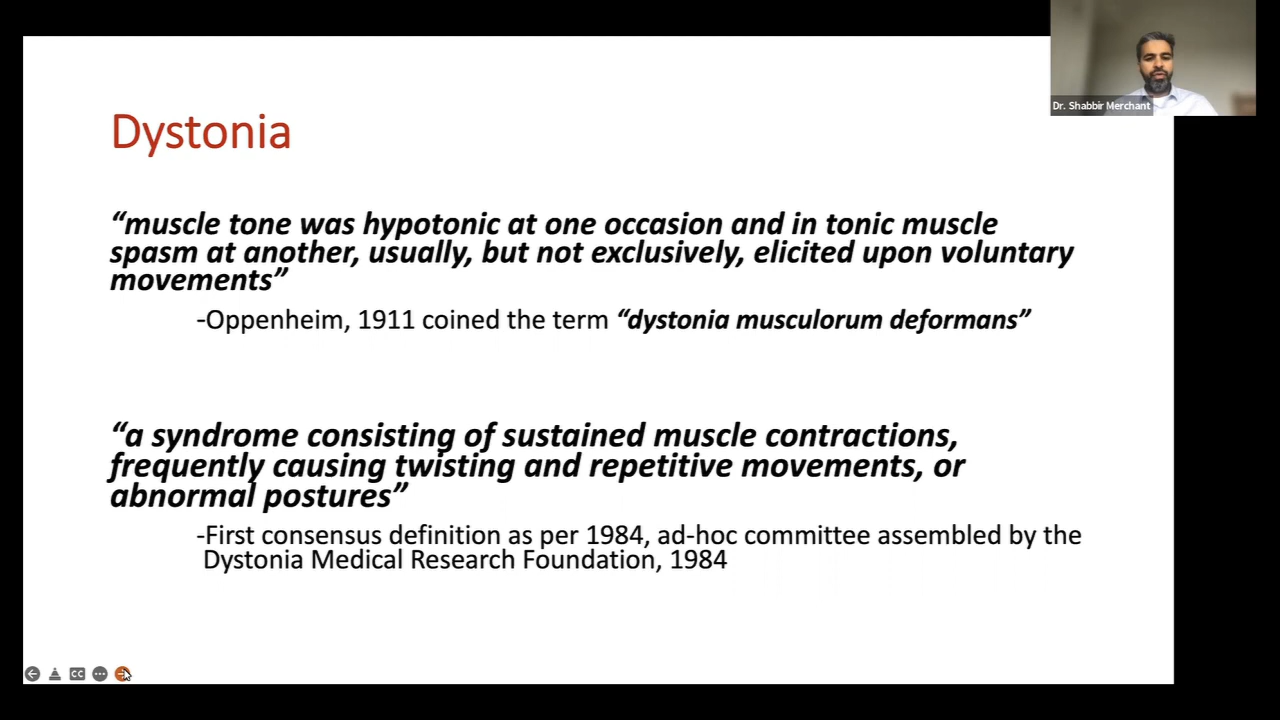 Dr. Shabbir Merchant
Dystonia
“muscle tone was hypotonic at one occasion and in tonic muscle
spasm at another, usually, but not exclusively, elicited upon voluntary
movements”
-Oppenheim, 1911 coined the term “dystonia musculorum deformans”
“a syndrome consisting of sustained muscle contractions,
frequently causing twisting and repetitive movements, or
abnormal postures”
-First consensus definition as per 1984, ad-hoc committee assembled by the
Dystonia Medical Research Foundation, 1984
CC